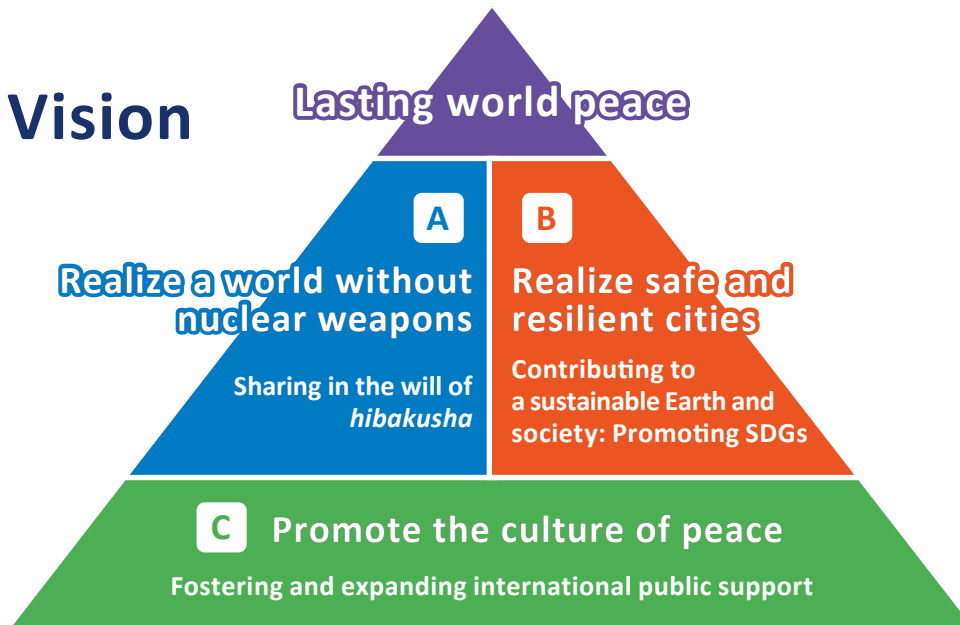 Vision
Lasting world peace
A
Realize a world without
nuclear weapons
Sharing in the will of
hibakusha
B
Realize safe and
resilient cities
Contributing to
a sustainable Earth and
society: Promoting SDGs
C Promote the culture of peace
Fostering and expanding international public support